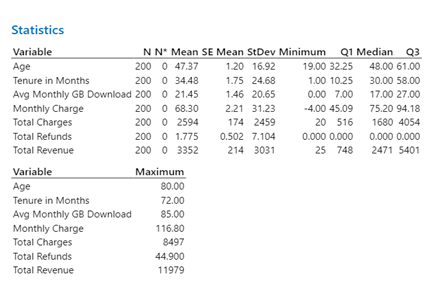 Statistics
Variable N N* Mean SE Mean StDev Minimum Q1 Median Q3
Age 200 0 47.37 1.20 16.92 19.00 32.25 48.00 61.00
Tenure in Months 200 0 34.48 1.75 24.68 1.00 10.25 30.00 58.00
Avg Monthly GB Download 200 0 21.45 1.46 20.65 0.00 7.00 17.00 27.00
Monthly Charge 200 0 68.30 2.21 31.23 -4.00 45.09 75.20 94.18
Total Charges 200 0 2594 174 2459 20 516 1680 4054
Total Refunds 200 0 1.775 0.502 7.104 0.000 0.000 0.000 0.000
Total Revenue 200 0 3352 214 3031 25 748 2471 5401
Variable Maximum
Age 80.00
Tenure in Months 72.00
Avg Monthly GB Download 85.00
Monthly Charge 116.80
Total Charges 8497
Total Refunds 44.900
Total Revenue 11979